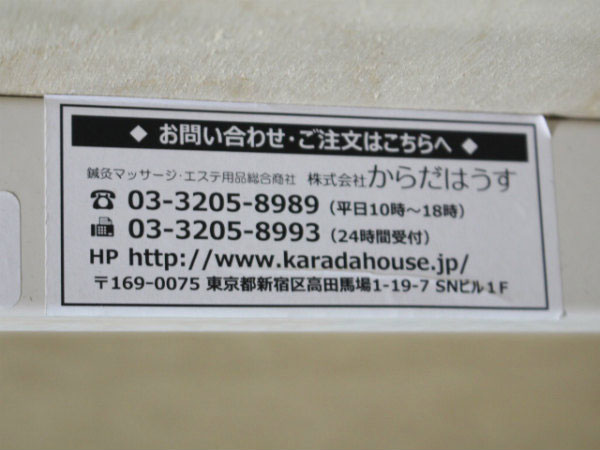 ◆ お問い合わせ・ご注文はこちらへ ◆
鍼灸マッサージ・エステ用品総合商社 株式会社からだはうす
☎ 03-3205-8989 (平日10時~18時)
📠 03-3205-8993 (24時間受付)
HP http://www.karadahouse.jp/
〒169-0075 東京都新宿区高田馬場1-19-7 SNビル1F